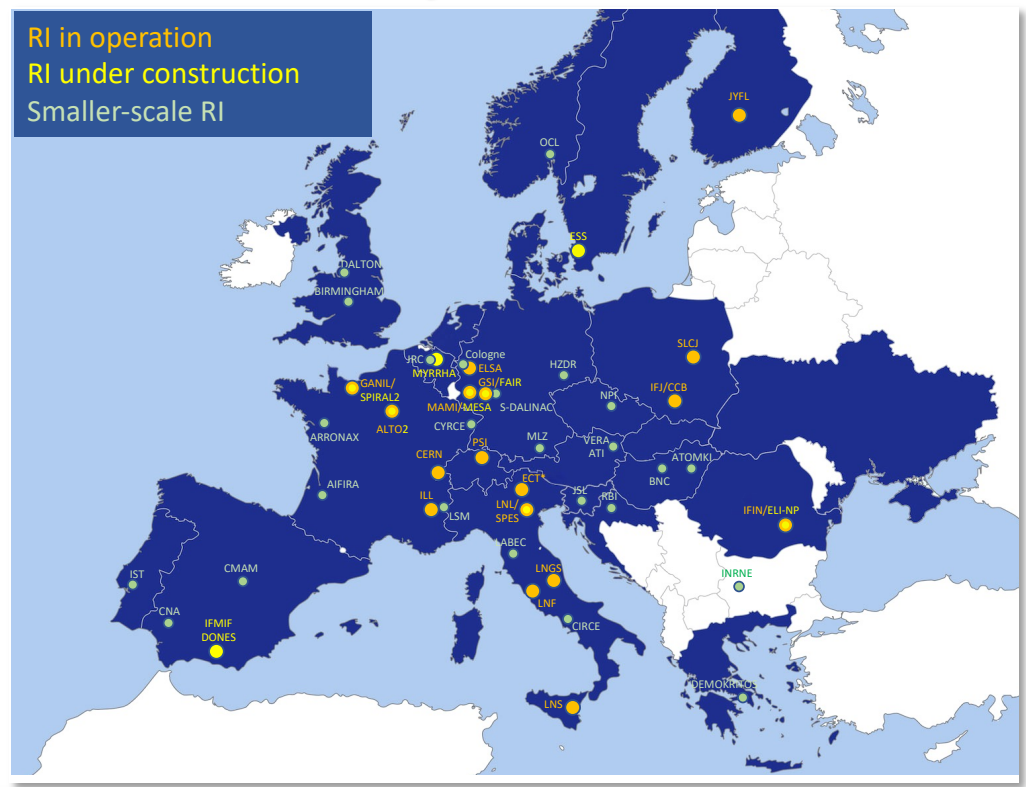 RI in operation
RI under construction
Smaller-scale RI
JYFL
OCL
ESS
DALTON
BIRMINGHAM
SLCJ
JRC
MYRRHA
Cologne
ELSA
HZDR
GSI/FAIR
GANIL/
SPIRAL2
IFJ/CCB
NPI
MAMI/MESA
S-DALINAC
ALTO2
ARRONAX
CYRCE
MLZ
VERA
ATI
PSI
CERN
ATOMKI
BNC
AIFIRA
ECT*
ILL
LSM
LNL/
SPES
JSL
RBI
IFIN/ELI-NP
LABEC
IST
CMAM
LNGS
LNF
INRNE
CNA
IFMIF
DONES
CIRCE
DEMOKRITOS
LNS